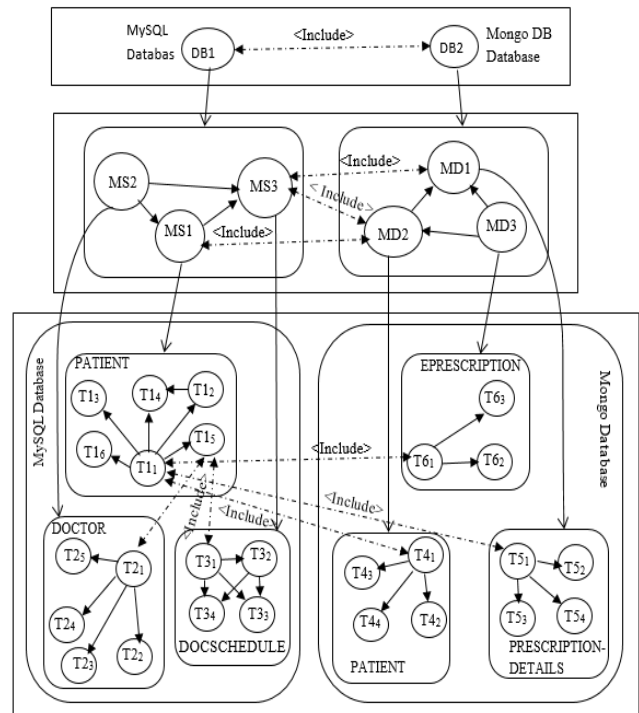 MySQL
Databas
DB1
<Include>
DB2
Mongo DB
Database
MS2
MS3
MS1
<Include>
< Include>
<Include>
MD1
MD2
MD3
MySQL Database
PATIENT
T1₃
T1₄
T1₂
T1₅
T1₆
T1₁
<Include>
EPRESCRIPTION
T6₃
T6₁
T6₂
Mongo Database
<Include>
<Include>
<Include>
DOCTOR
T2₅
T2₁
T2₄
T2₃
T2₂
T3₁
T3₂
T3₄
T3₃
DOCSCHEDULE
T4₁
T4₃
T4₄
T4₂
PATIENT
T5₁
T5₂
T5₃
T5₄
PRESCRIPTION-
DETAILS